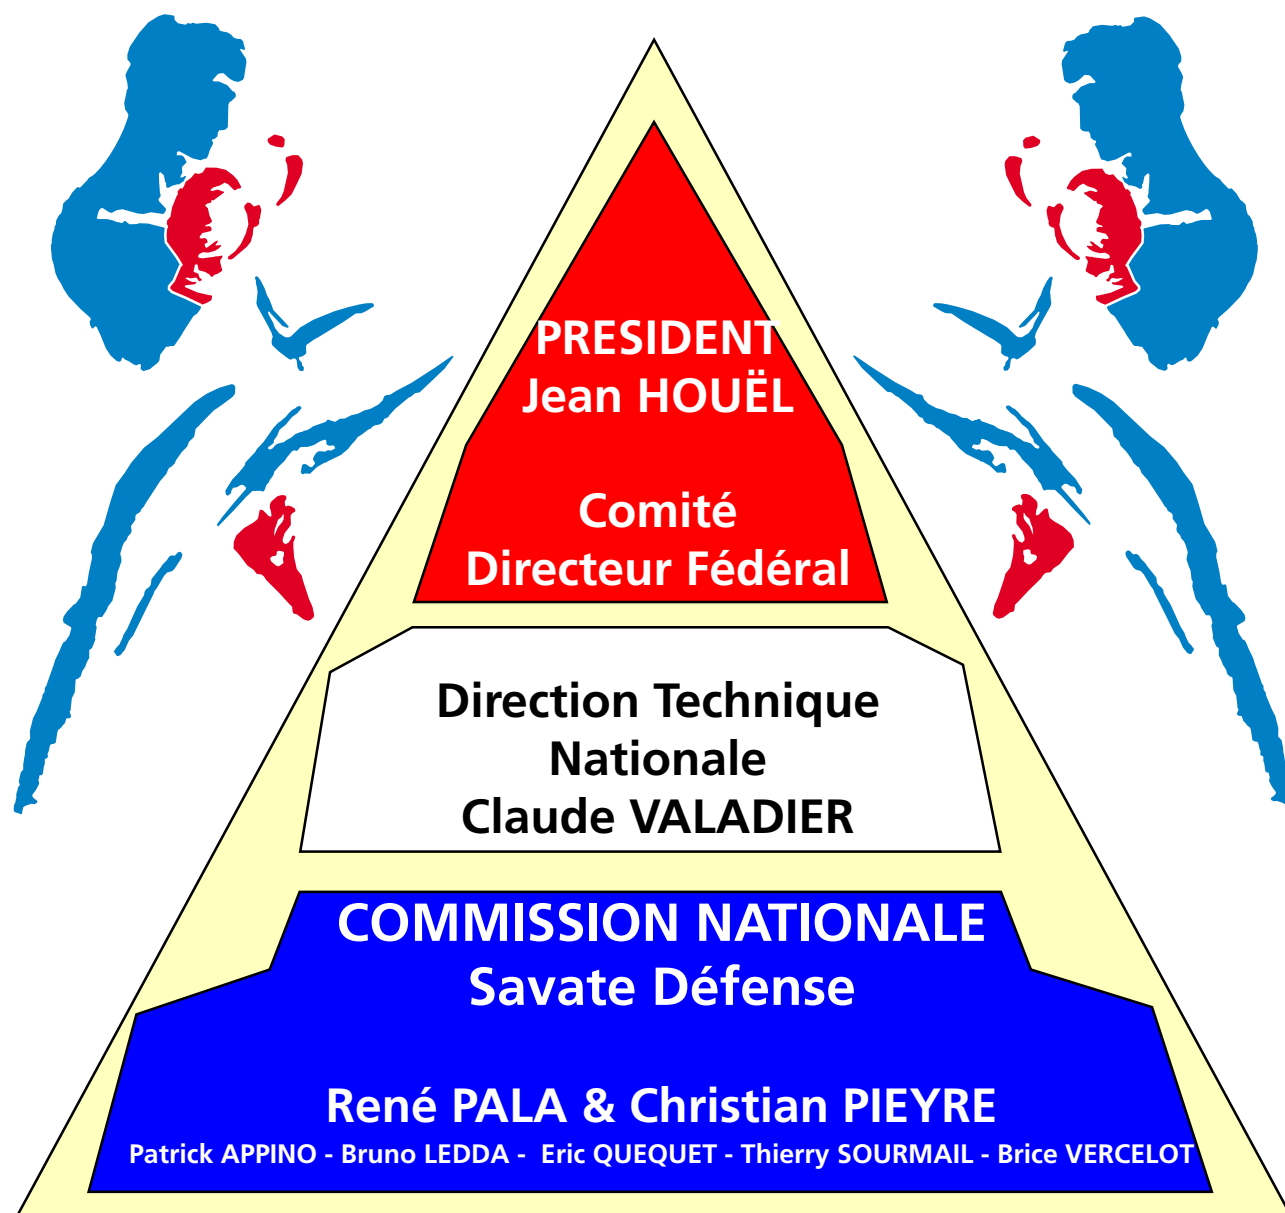 PRESIDENT
Jean HOUËL
Comité
Directeur Fédéral
Direction Technique
Nationale
Claude VALADIER
COMMISSION NATIONALE
Savate Défense
René PALA & Christian PIEYRE
Patrick APPINO - Bruno LEDDA - Eric QUEQUET - Thierry SOURMAIL - Brice VERCELOT